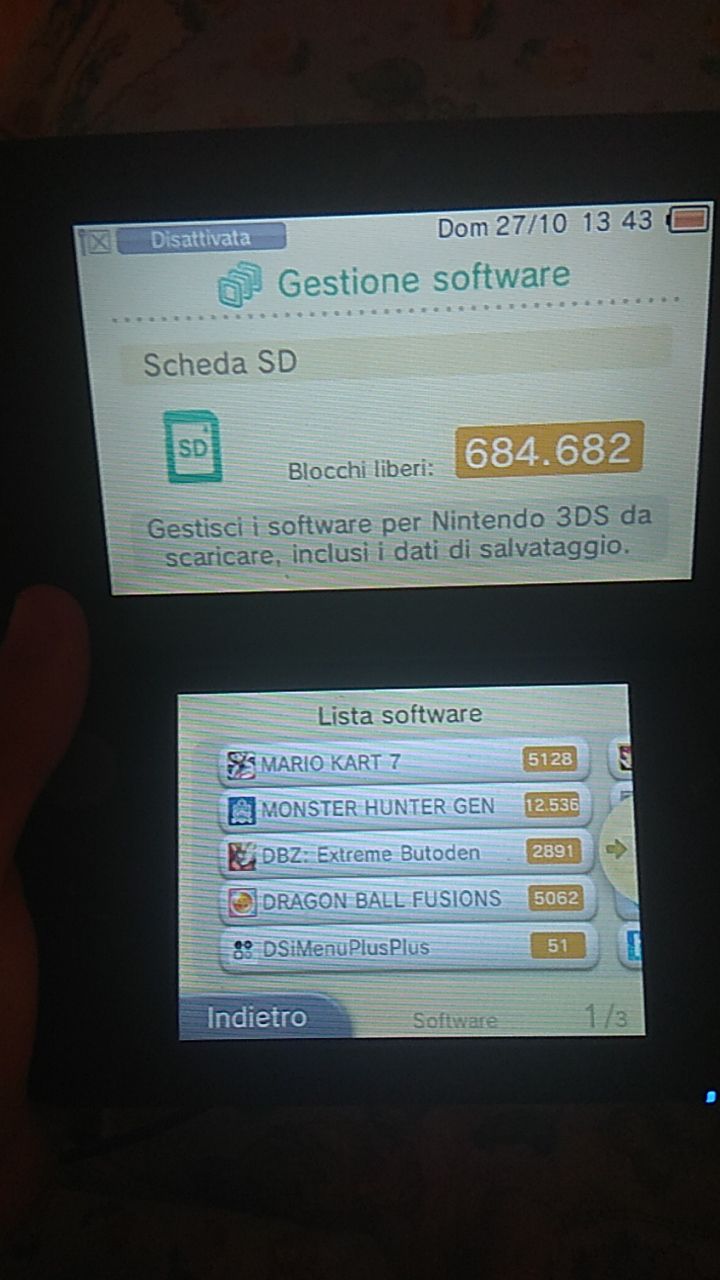 Disattivata
Dom 27/10 13 43
Gestione software
Scheda SD
SD
Blocchi liberi: 684.682
Gestisci i software per Nintendo 3DS da
scaricare, inclusi i dati di salvataggio.
Lista software
MARIO KART 7 5128
MONSTER HUNTER GEN 12.536
DBZ: Extreme Butoden 2891
DRAGON BALL FUSIONS 5062
DSiMenuPlusPlus 51
Indietro
Software
1/3